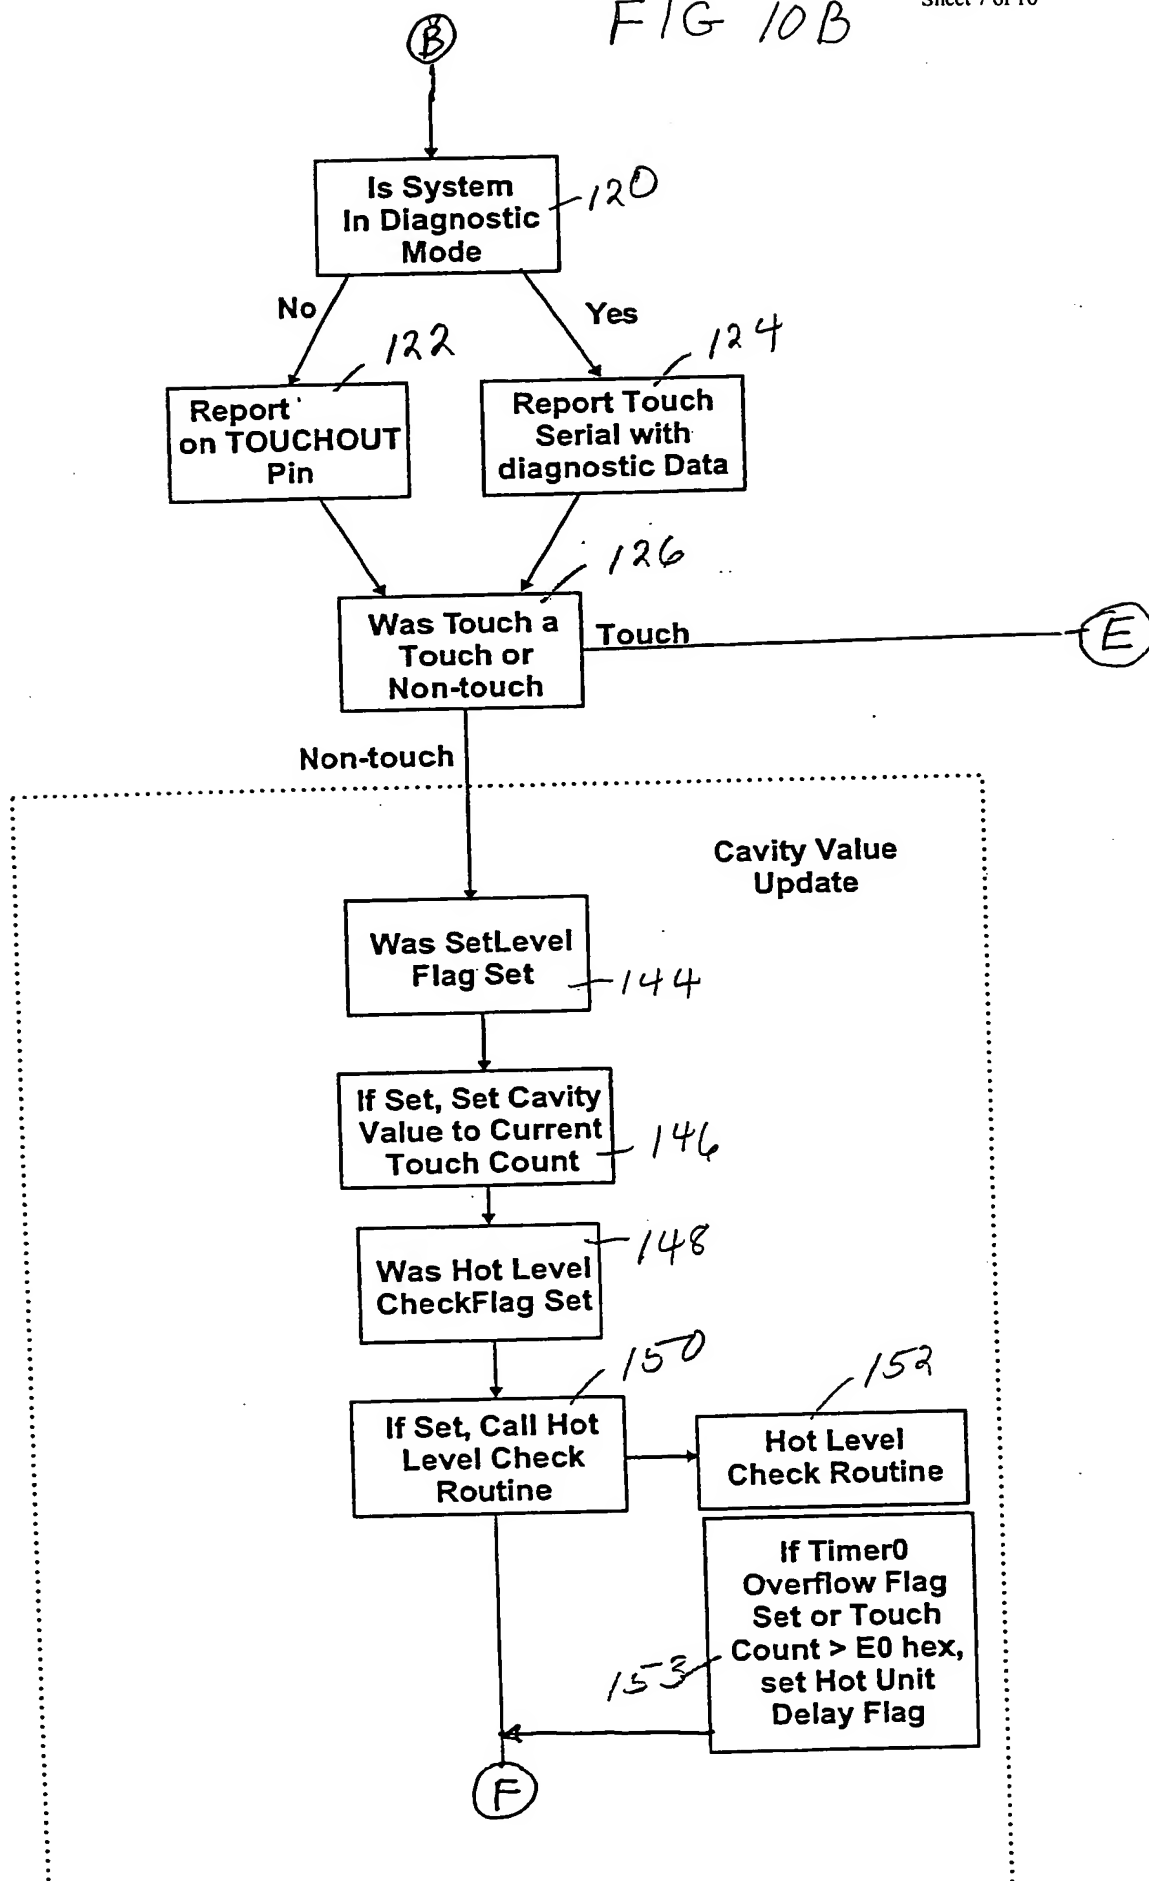 Sheet 7 of 10
FIG 10B
B
Is System
In Diagnostic
Mode
120
No
Yes
122
124
Report
on TOUCHOUT
Pin
Report Touch
Serial with
diagnostic Data
126
Was Touch a
Touch or
Non-touch
Touch
E
Non-touch
Cavity Value
Update
Was SetLevel
Flag Set
144
If Set, Set Cavity
Value to Current
Touch Count
146
148
Was Hot Level
CheckFlag Set
150
152
If Set, Call Hot
Level Check
Routine
Hot Level
Check Routine
If Timer0
Overflow Flag
Set or Touch
Count > E0 hex,
set Hot Unit
Delay Flag
153
F